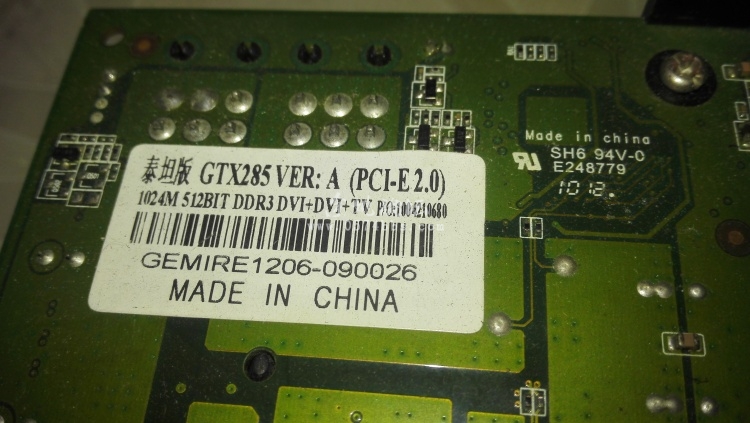 Made in china
SH6 94V-0
E248779
1012
泰坦版 GTX285 VER: A (PCI-E 2.0)
1024M 512BIT DDR3 DVI+DVI+TV P/O:1004210680
GEMIRE1206-090026
MADE IN CHINA